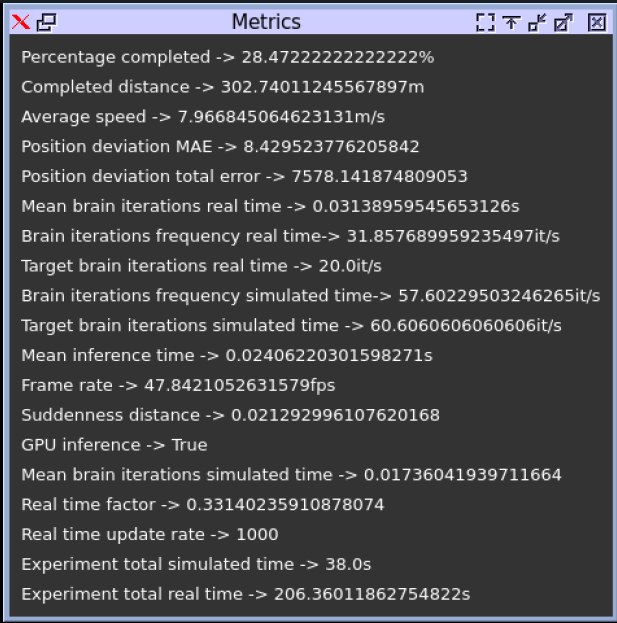 Metrics
Percentage completed -> 28.47222222222222%
Completed distance -> 302.74011245567897m
Average speed -> 7.966845064623131m/s
Position deviation MAE -> 8.429523776205842
Position deviation total error -> 7578.141874809053
Mean brain iterations real time -> 0.03138959545653126s
Brain iterations frequency real time-> 31.857689959235497it/s
Target brain iterations real time -> 20.0it/s
Brain iterations frequency simulated time-> 57.60229503246265it/s
Target brain iterations simulated time -> 60.6060606060606it/s
Mean inference time -> 0.02406220301598271s
Frame rate -> 47.8421052631579fps
Suddenness distance -> 0.021292996107620168
GPU inference -> True
Mean brain iterations simulated time -> 0.01736041939711664
Real time factor -> 0.33140235910878074
Real time update rate -> 1000
Experiment total simulated time -> 38.0s
Experiment total real time -> 206.36011862754822s